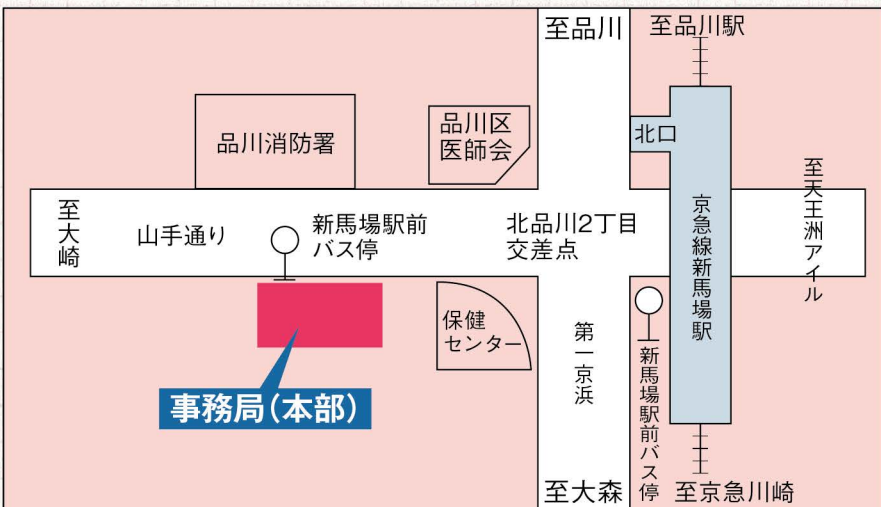 至品川
至品川駅
品川消防署
品川区
医師会
北口
至大崎
山手通り
新馬場駅前
バス停
北品川2丁目
交差点
京急線新馬場駅
至天王洲アイル
保健
センター
第一京浜
新馬場駅前バス停
事務局(本部)
至大森
至京急川崎